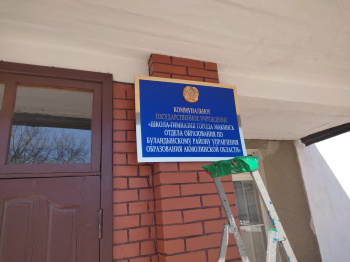 КОММУНАЛЬНОЕ
ГОСУДАРСТВЕННОЕ УЧРЕЖДЕНИЕ
«ШКОЛА-ГИМНАЗИЯ ГОРОДА МАКИНСК
ОТДЕЛА ОБРАЗОВАНИЯ ПО
БУЛАНДЫНСКОМУ РАЙОНУ УПРАВЛЕНИЯ
ОБРАЗОВАНИЯ АКМОЛИНСКОЙ ОБЛАСТИ»